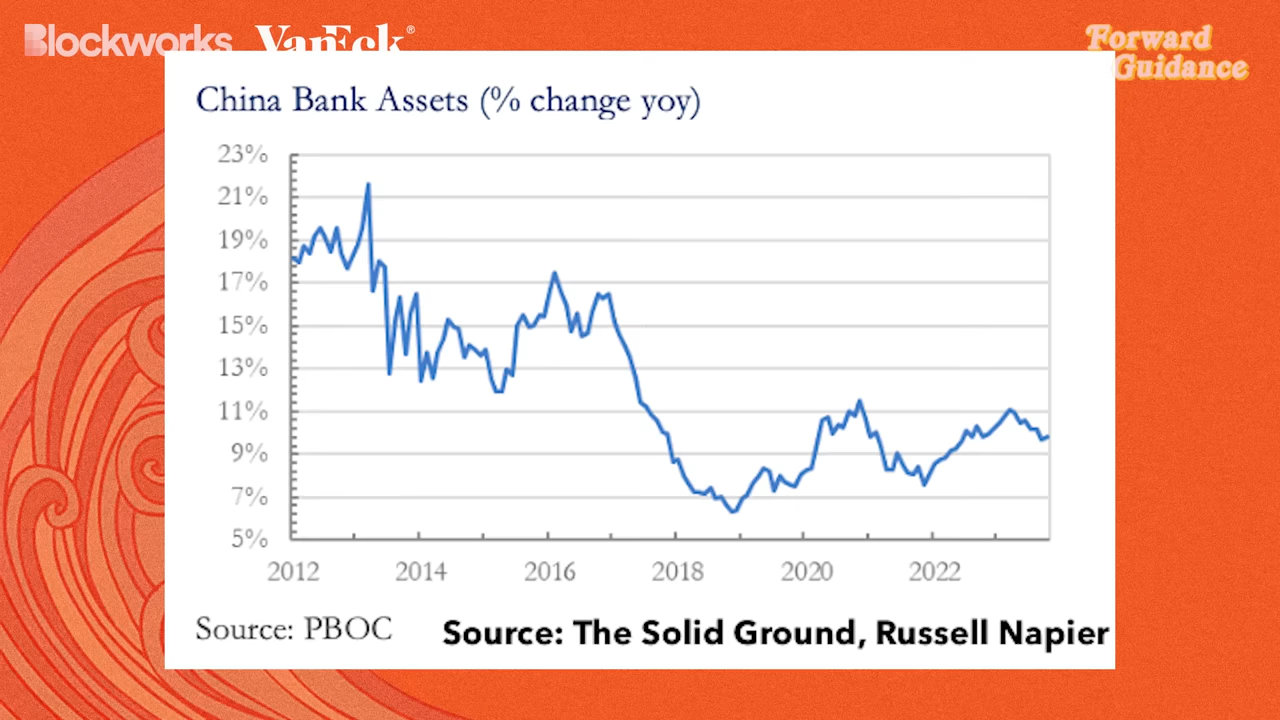 Blockworks VanEck®
Forward
Guidance
China Bank Assets (% change yoy)
23%
21%
19%
17%
15%
13%
11%
9%
7%
5%
2012 2014 2016 2018 2020 2022
Source: PBOC
Source: The Solid Ground, Russell Napier